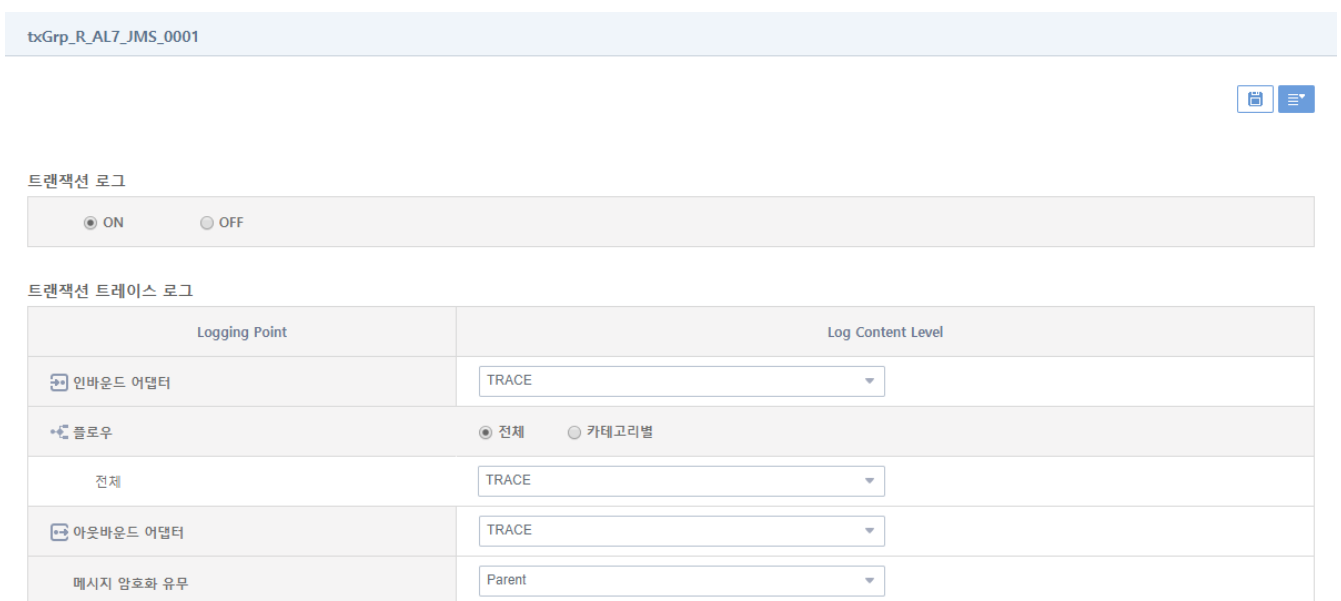 txGrp_R_AL7_JMS_0001
트랜잭션 로그
ON OFF
트랜잭션 트레이스 로그
Logging Point Log Content Level
인바운드 어댑터 TRACE
플로우 전체 카테고리별
전체 TRACE
아웃바운드 어댑터 TRACE
메시지 암호화 유무 Parent